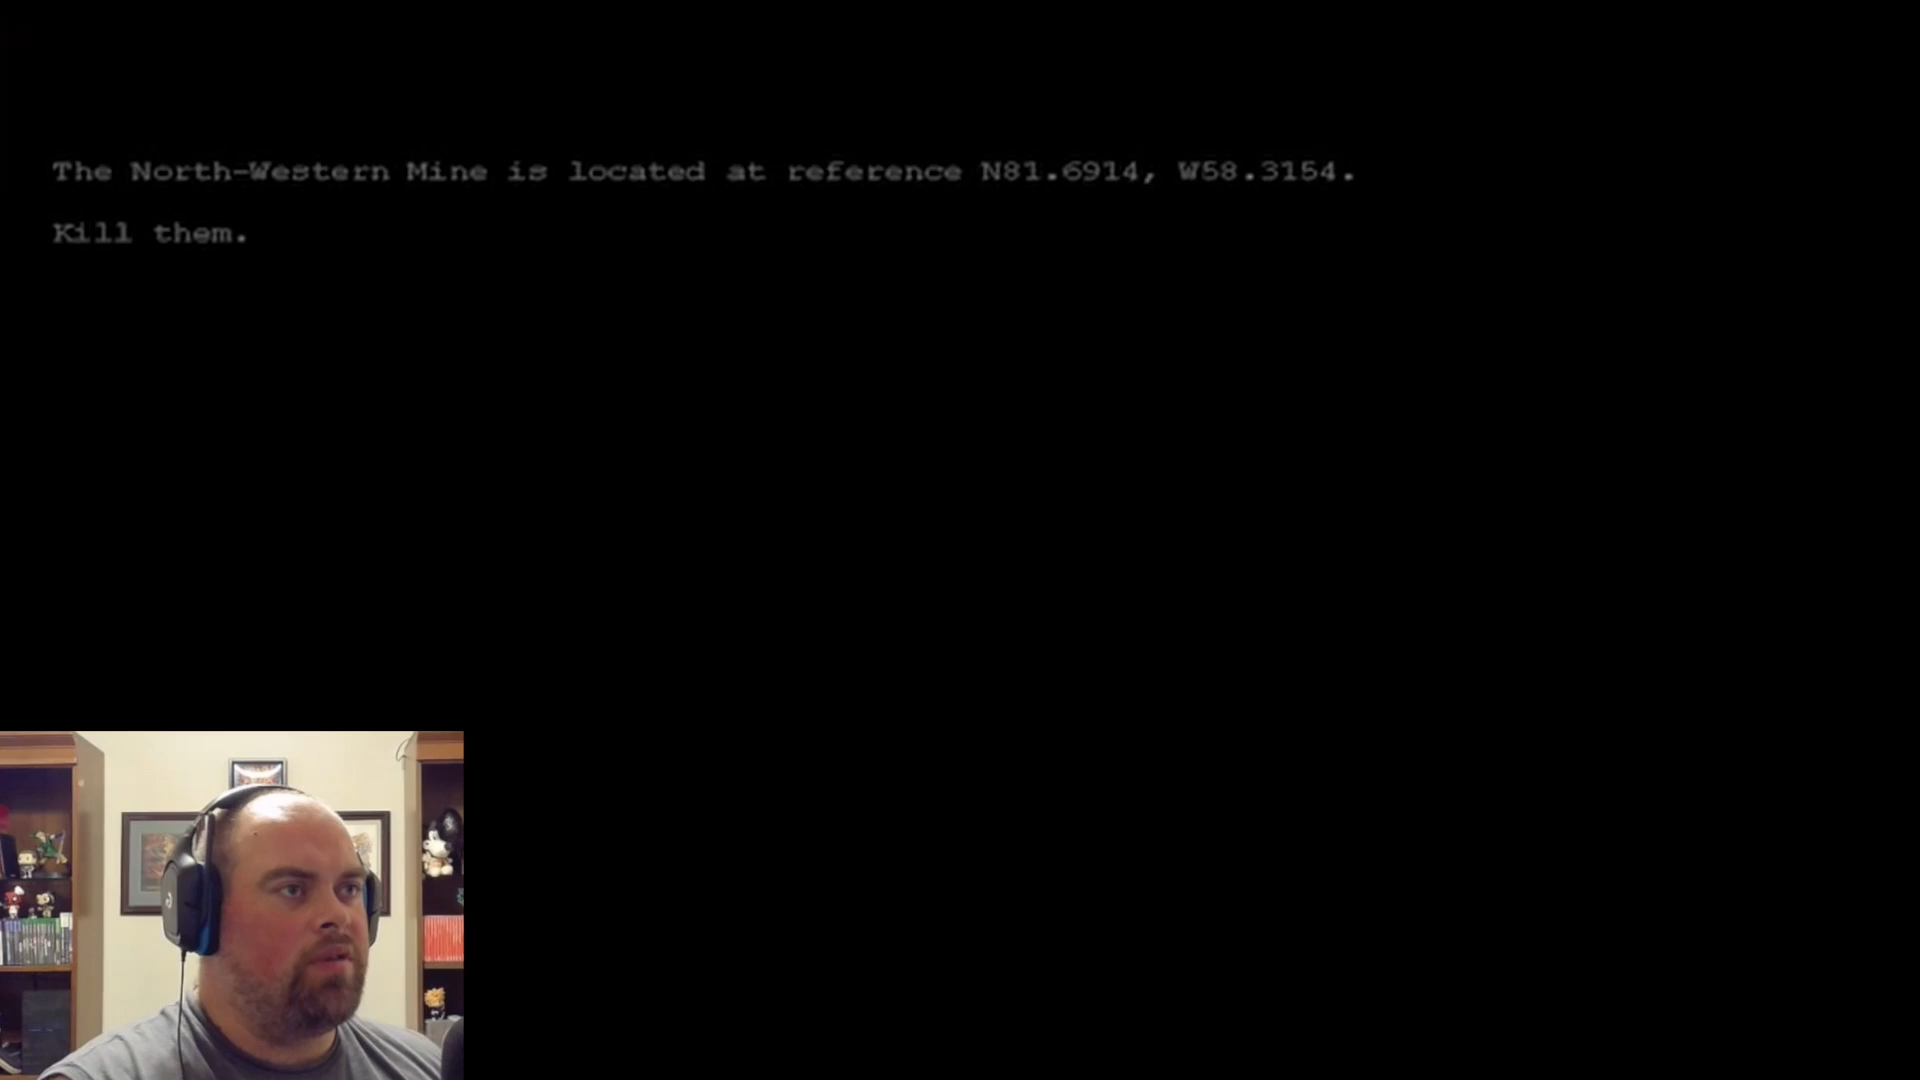 The North-Western Mine is located at reference N81.6914, W58.3154.
Kill them.